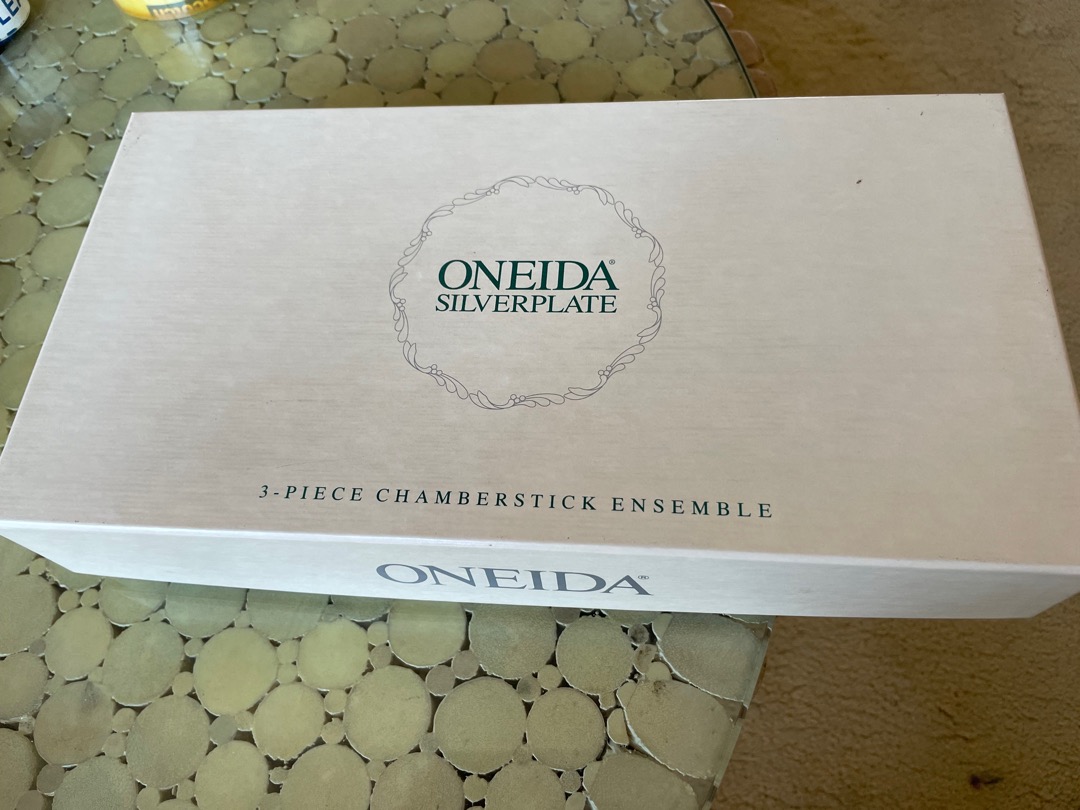 ONEIDA®
SILVERPLATE
3-PIECE CHAMBERSTICK ENSEMBLE
ONEIDA®